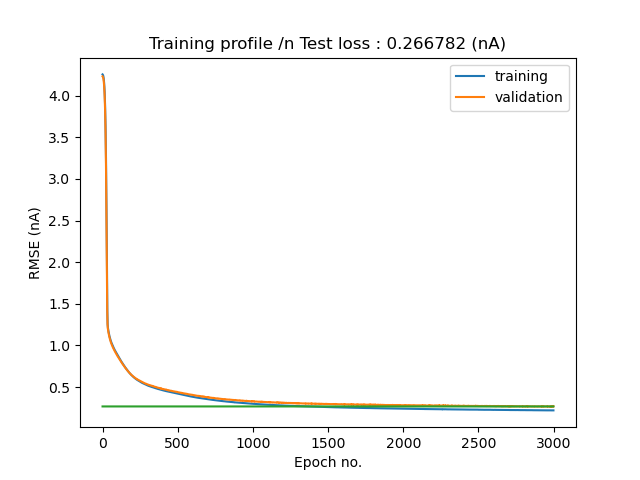 Training profile /n Test loss : 0.266782 (nA)
training
validation
RMSE (nA)
4.0
3.5
3.0
2.5
2.0
1.5
1.0
0.5
0 500 1000 1500 2000 2500 3000
Epoch no.